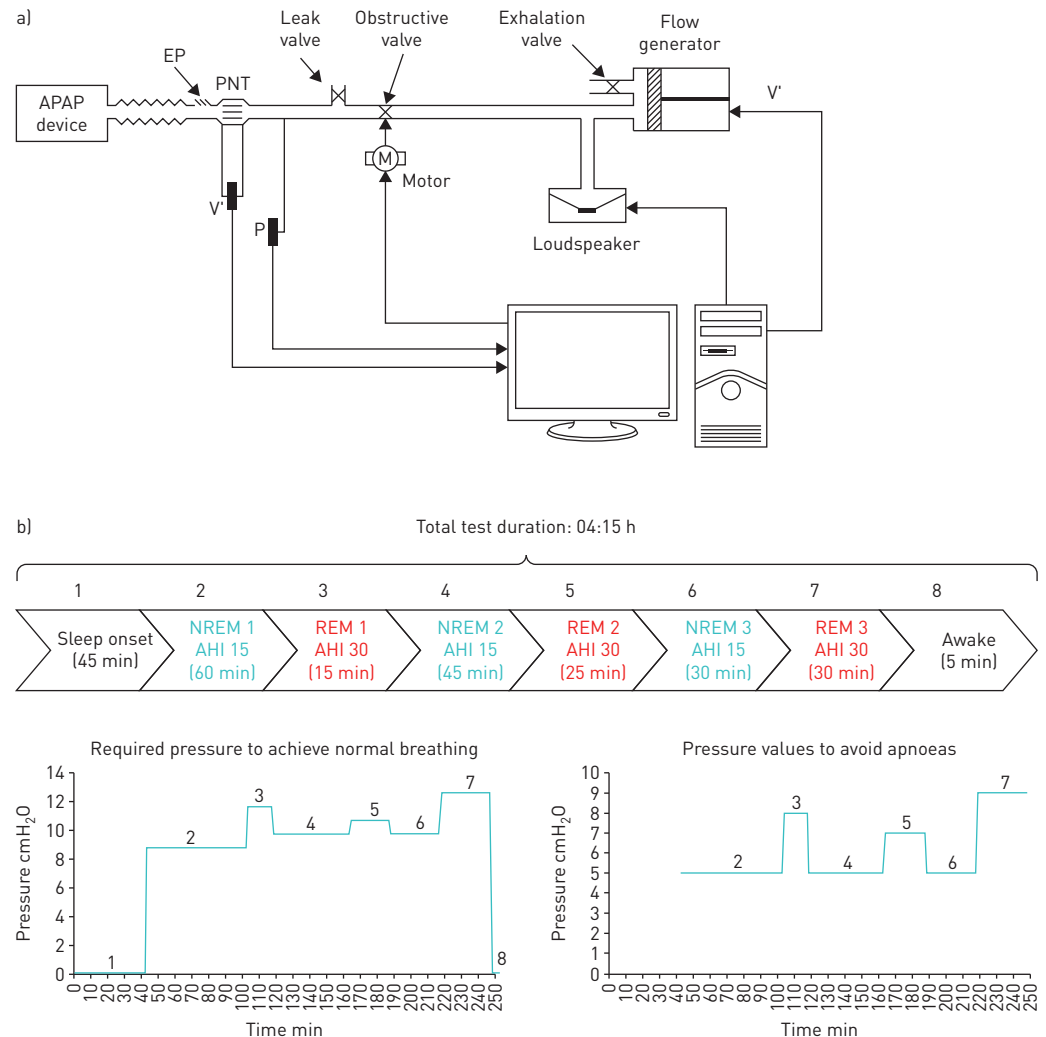 a)
Leak
valve
Obstructive
valve
Exhalation
valve
Flow
generator
EP
PNT
APAP
device
V'
M
Motor
V'
P
Loudspeaker
b)
Total test duration: 04:15 h
1 2 3 4 5 6 7 8
Sleep onset
(45 min)
NREM 1
AHI 15
(60 min)
REM 1
AHI 30
(15 min)
NREM 2
AHI 15
(45 min)
REM 2
AHI 30
(25 min)
NREM 3
AHI 15
(30 min)
REM 3
AHI 30
(30 min)
Awake
(5 min)
Required pressure to achieve normal breathing
Pressure cmH₂O
14
12
10
8
6
4
2
0
1
2
3
4
5
6
7
8
0 10 20 30 40 60 70 80 90 100 110 120 130 140 150 160 170 180 190 200 210 220 230 240 250
Time min
Pressure values to avoid apnoeas
Pressure cmH₂O
10
9
8
7
6
5
4
3
2
1
0
2
3
4
5
6
7
0 10 20 30 40 60 70 80 90 100 110 120 130 140 150 160 170 180 190 200 210 220 230 240 250
Time min